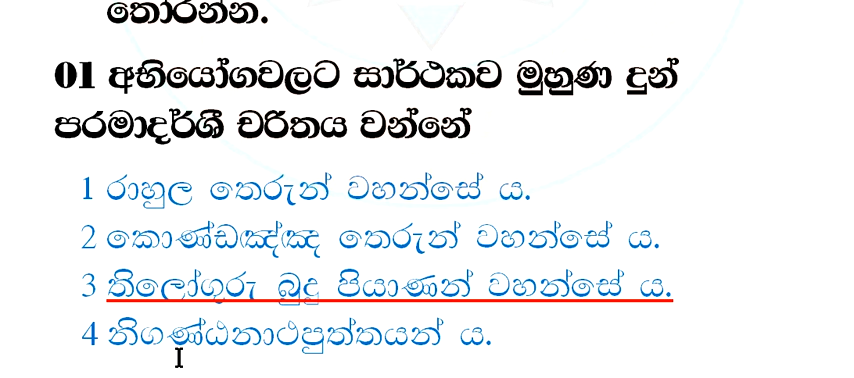 තෝරන්න.
01 අභියෝගවලට සාර්ථකව මුහුණ දුන්
පරමාදර්ශී චරිතය වන්නේ
1 රාහුල තෙරුන් වහන්සේ ය.
2 කොණ්ඩඤ්ඤ තෙරුන් වහන්සේ ය.
3 තිලෝගුරු බුදු පියාණන් වහන්සේ ය.
4 නිගණ්ඨනාථපුත්තයන් ය.